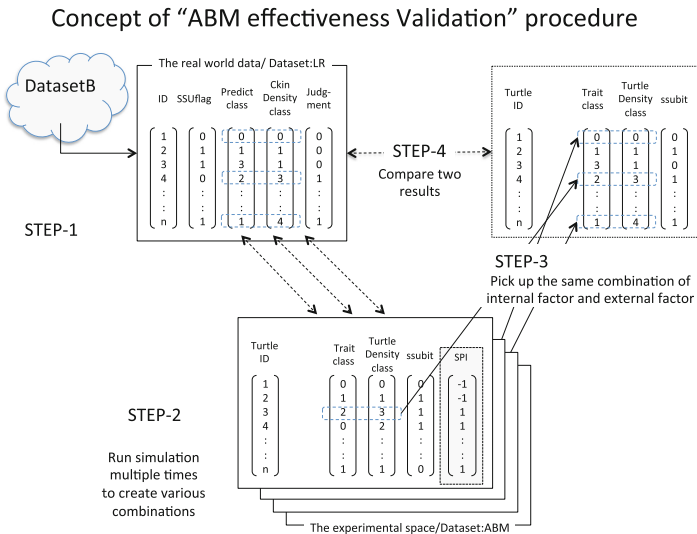 Concept of “ABM effectiveness Validation” procedure
DatasetB
The real world data/ Dataset:LR
ID SSUflag Predict class Ckin Density class Judg-ment
1 0 0 0 0
2 1 1 1 0
3 1 3 1 0
4 0 2 3 1
: : : : :
: : : : :
n 1 1 4 1
STEP-1
STEP-4
Compare two
results
Turtle ID Trait class Turtle Density class ssubit
1 0 0 0
2 1 1 1
3 3 1 0
4 2 3 1
: : : :
: : : :
n 1 4 1
STEP-3
Pick up the same combination of
internal factor and external factor
STEP-2
Run simulation
multiple times
to create various
combinations
Turtle ID Trait class Turtle Density class ssubit SPI
1 0 0 0 -1
2 1 1 1 -1
3 2 3 1 1
4 0 2 1 1
: : : : :
: : : : :
n 1 1 0 1
The experimental space/Dataset:ABM